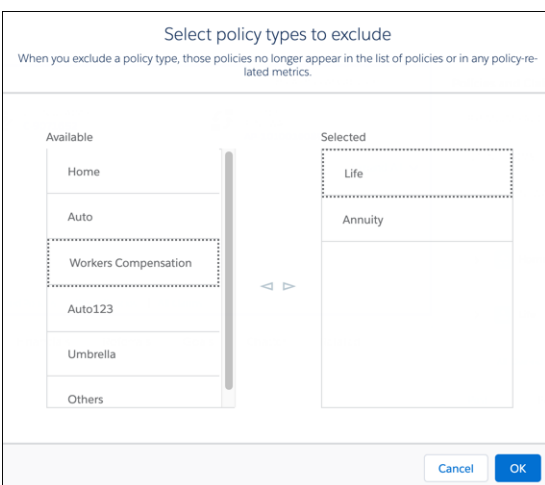 Select policy types to exclude
When you exclude a policy type, those policies no longer appear in the list of policies or in any policy-re-
lated metrics.
Available
Selected
Home
Life
Auto
Annuity
Workers Compensation
Auto123
Umbrella
Others
Cancel
OK